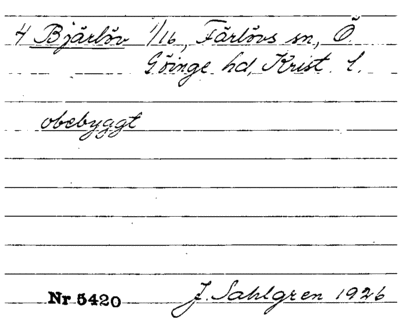 4 Bjärlöv 1/16, Färlövs sn, Ö.
Göinge hd, Krist. l.
obebyggt
Nr 5420 J. Sahlgren 1926